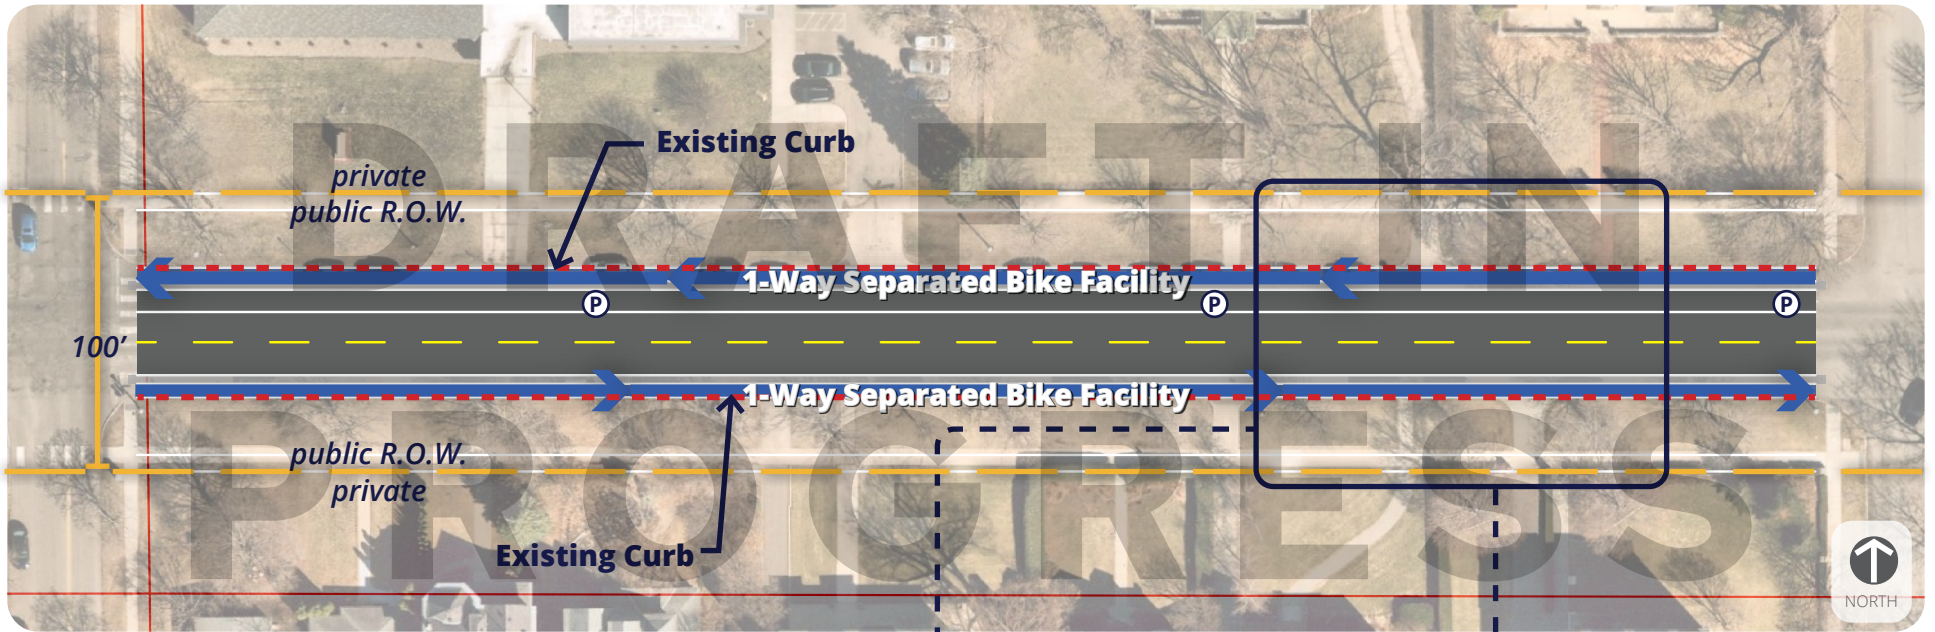 DRAFT IN
Existing Curb
private
public R.O.W.
1-Way Separated Bike Facility
P
P
P
100’
1-Way Separated Bike Facility
PROGRESS
public R.O.W.
private
Existing Curb
NORTH